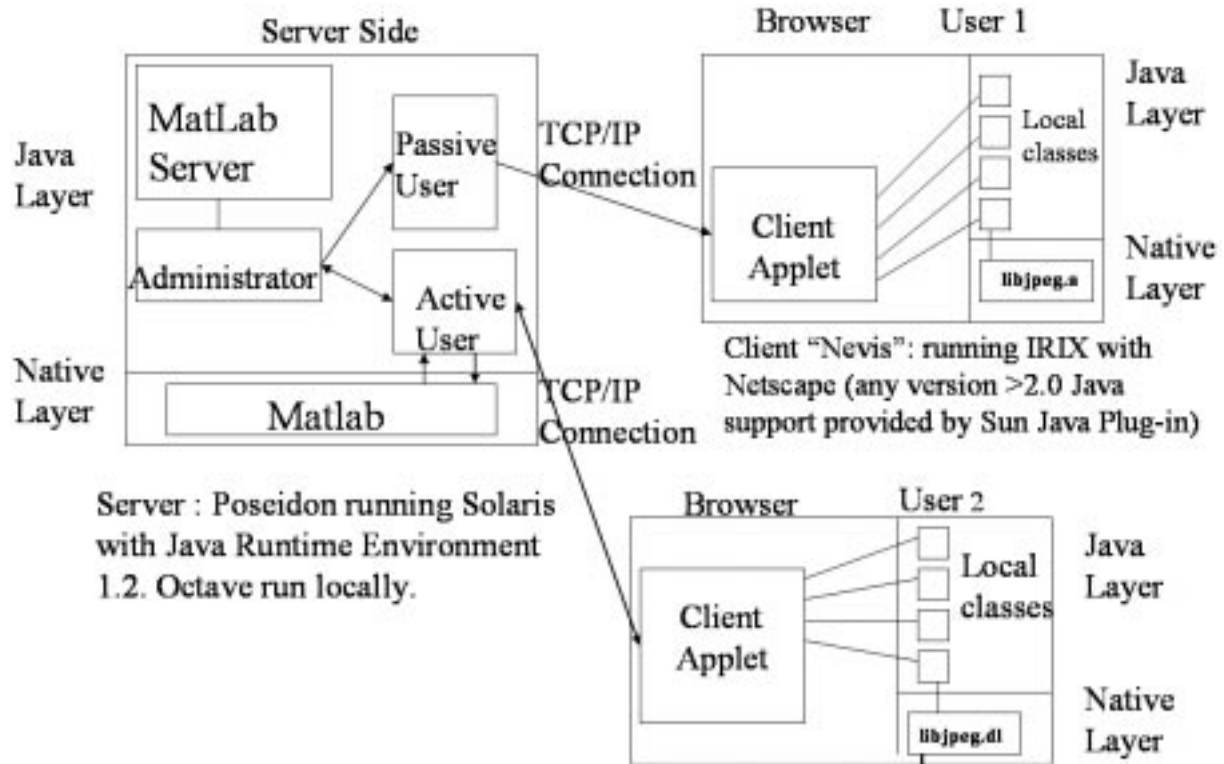 Server Side
Java
Layer
MatLab
Server
Administrator
Passive
User
Active
User
Native
Layer
Matlab
TCP/IP
Connection
TCP/IP
Connection
Server : Poseidon running Solaris
with Java Runtime Environment
1.2. Octave run locally.
Browser
User 1
Client
Applet
Local
classes
libjpeg.a
Java
Layer
Native
Layer
Client “Nevis”: running IRIX with
Netscape (any version >2.0 Java
support provided by Sun Java Plug-in)
Browser
User 2
Client
Applet
Local
classes
libjpeg.dl
Java
Layer
Native
Layer